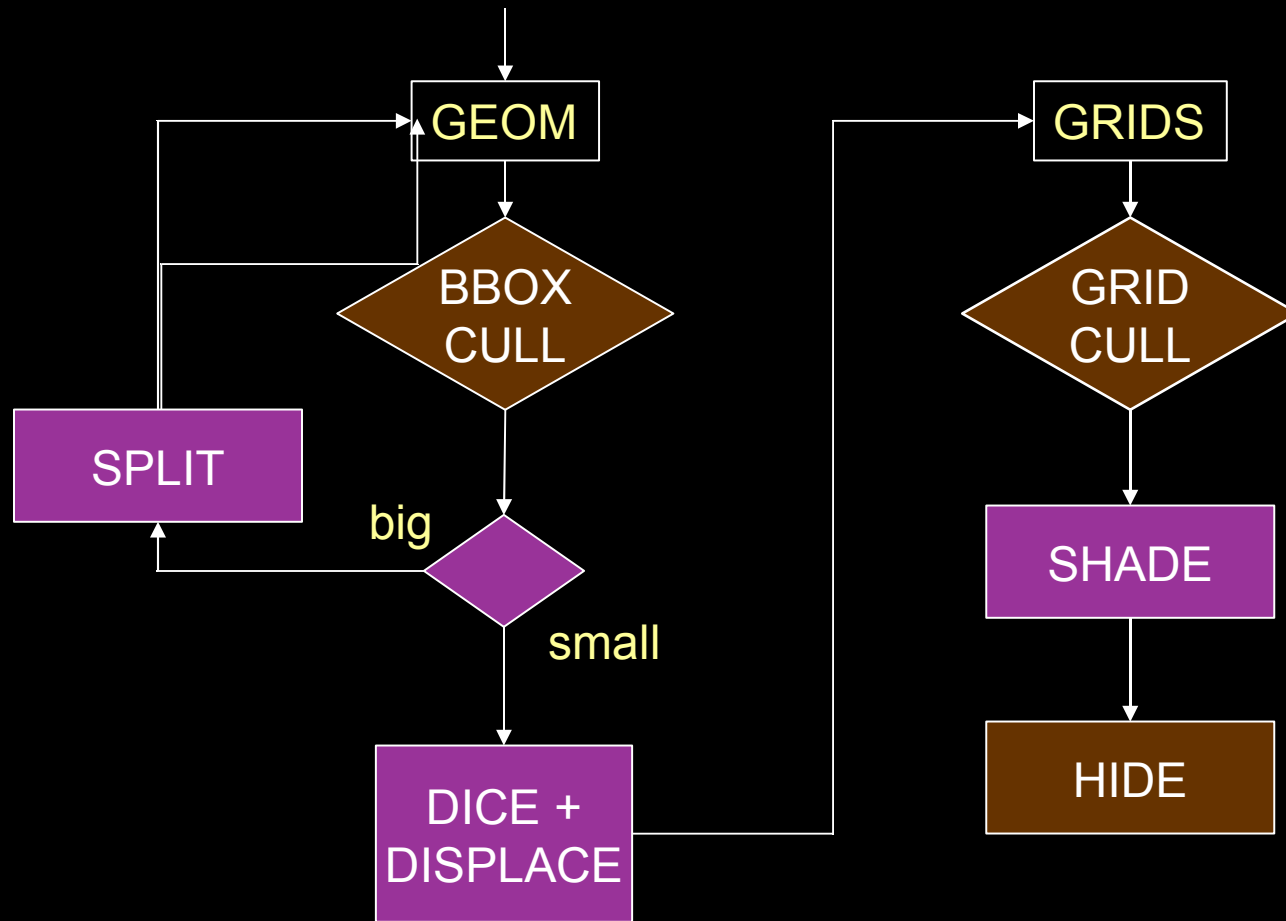 GEOM
BBOX
CULL
SPLIT
big
small
DICE +
DISPLACE
GRIDS
GRID
CULL
SHADE
HIDE